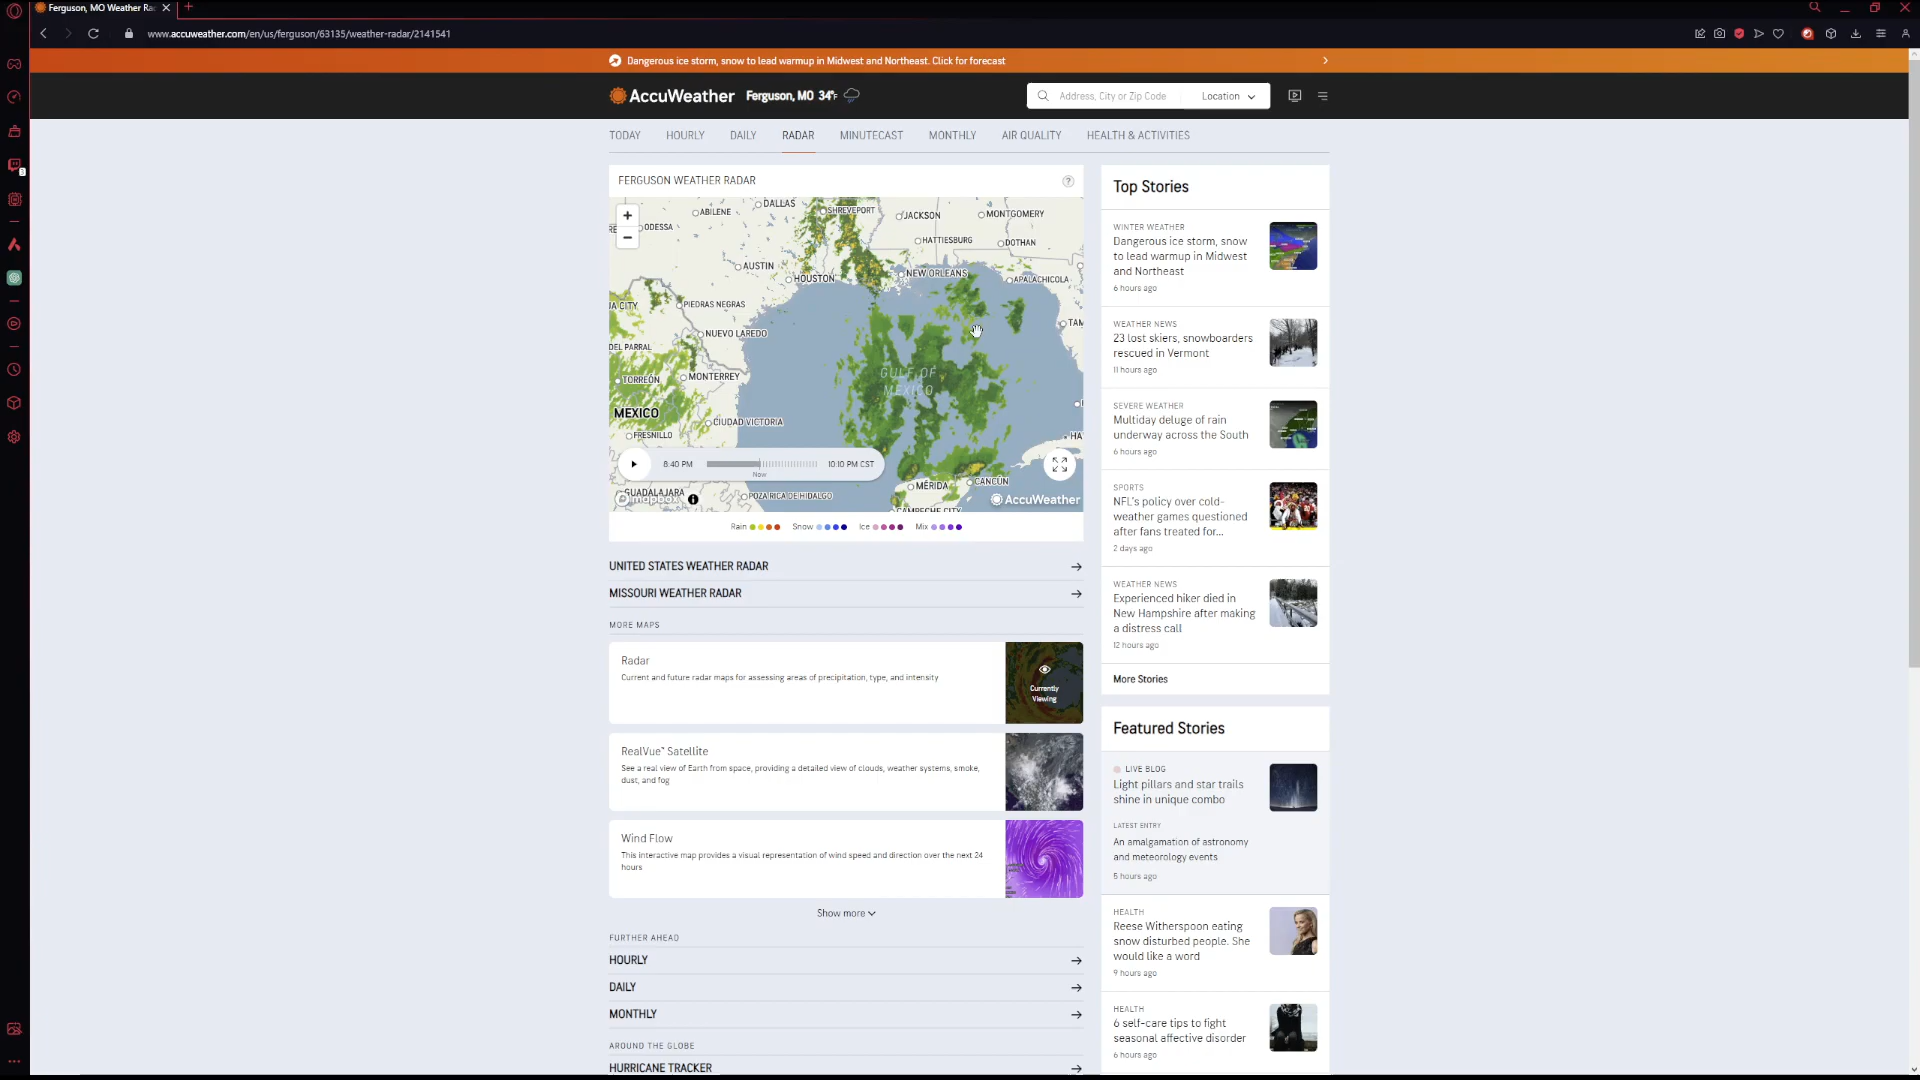 Ferguson, MO Weather Ra
www.accuweather.com/en/us/ferguson/63135/weather-radar/2141541
Dangerous ice storm, snow to lead warmup in Midwest and Northeast. Click for forecast
AccuWeather
Ferguson, MO 34°F
Address, City or Zip Code
Location
TODAY HOURLY DAILY RADAR MINUTECAST MONTHLY AIR QUALITY HEALTH & ACTIVITIES
FERGUSON WEATHER RADAR
?
+
−
ABILENE
DALLAS
SHREVEPORT
JACKSON
MONTGOMERY
ODESSA
HATTIESBURG
DOTHAN
AUSTIN
HOUSTON
NEW ORLEANS
APALACHICOLA
PIEDRAS NEGRAS
NUEVO LAREDO
DEL PARRAL
TORREÓN
MONTERREY
GULF OF
MEXICO
MEXICO
CIUDAD VICTORIA
FRESNILLO
8:40 PM
Now
10:10 PM CST
MÉRIDA
CANCÚN
GUADALAJARA
mapbox
POZA RICA DE HIDALGO
AccuWeather
CAMPECHE CITY
Rain Snow Ice Mix
UNITED STATES WEATHER RADAR
MISSOURI WEATHER RADAR
MORE MAPS
Radar
Current and future radar maps for assessing areas of precipitation, type, and intensity
Currently
Viewing
RealVue™ Satellite
See a real view of Earth from space, providing a detailed view of clouds, weather systems, smoke,
dust, and fog
Wind Flow
This interactive map provides a visual representation of wind speed and direction over the next 24
hours
Show more
FURTHER AHEAD
HOURLY
DAILY
MONTHLY
AROUND THE GLOBE
HURRICANE TRACKER
Top Stories
WINTER WEATHER
Dangerous ice storm, snow
to lead warmup in Midwest
and Northeast
6 hours ago
WEATHER NEWS
23 lost skiers, snowboarders
rescued in Vermont
11 hours ago
SEVERE WEATHER
Multiday deluge of rain
underway across the South
6 hours ago
SPORTS
NFL's policy over cold-
weather games questioned
after fans treated for...
2 days ago
WEATHER NEWS
Experienced hiker died in
New Hampshire after making
a distress call
12 hours ago
More Stories
Featured Stories
LIVE BLOG
Light pillars and star trails
shine in unique combo
LATEST ENTRY
An amalgamation of astronomy
and meteorology events
5 hours ago
HEALTH
Reese Witherspoon eating
snow disturbed people. She
would like a word
9 hours ago
HEALTH
6 self-care tips to fight
seasonal affective disorder
6 hours ago